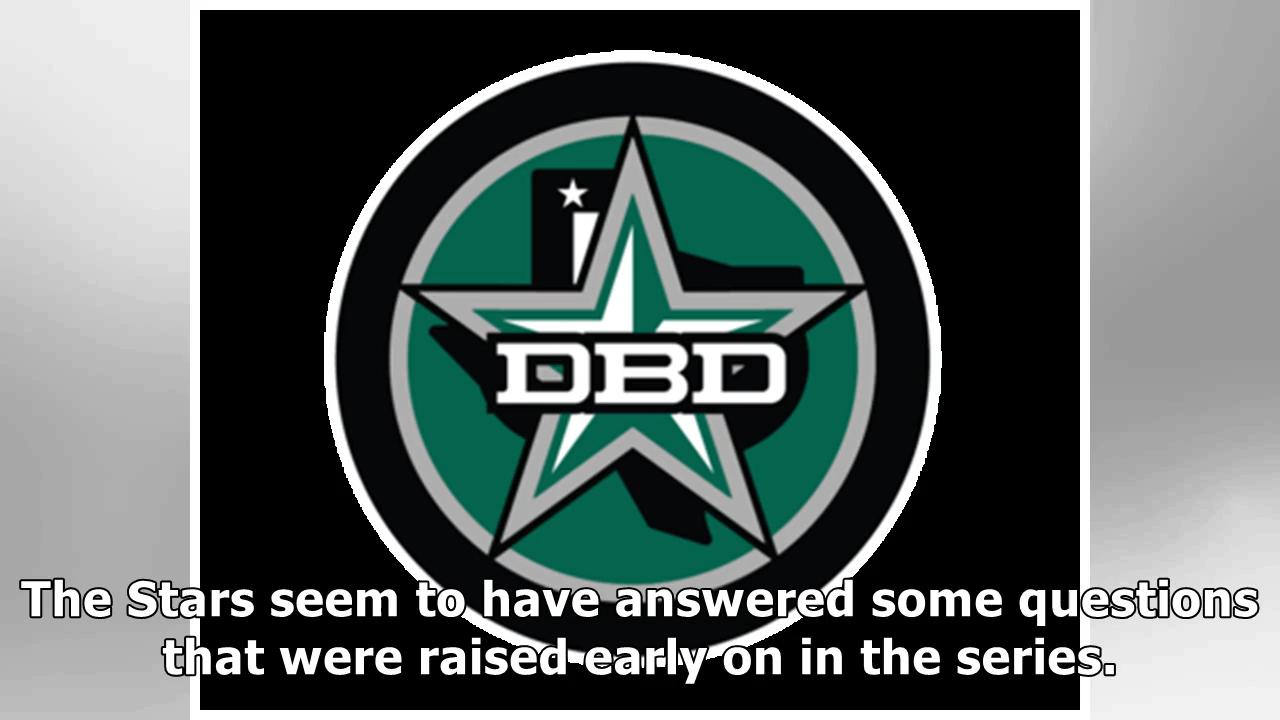 DBD
The Stars seem to have answered some questions
that were raised early on in the series.